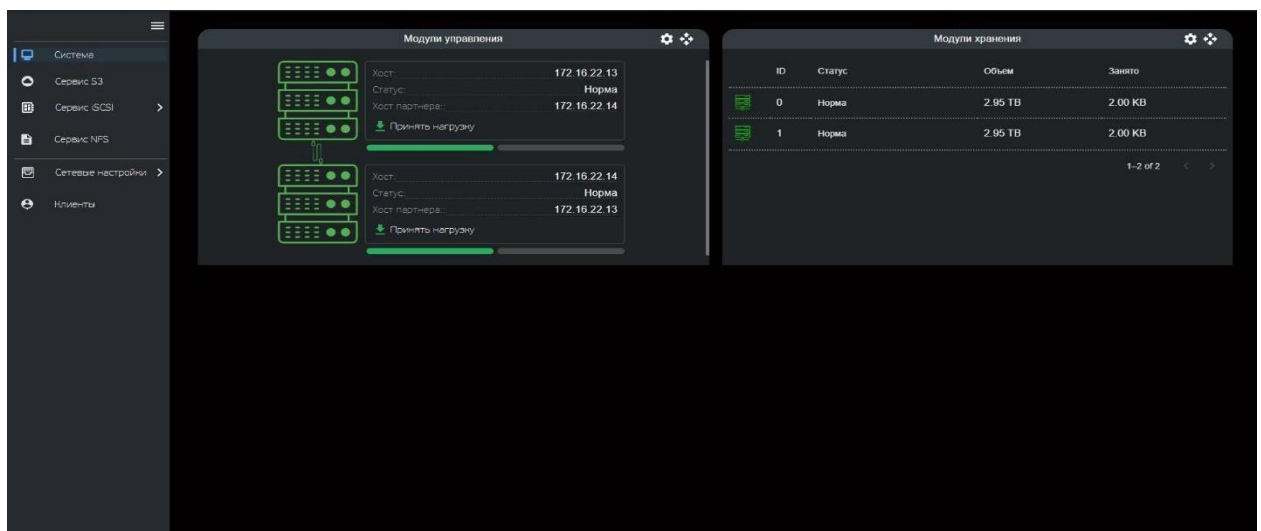 Система
Сервис S3
Сервис iSCSI
Сервис NFS
Сетевые настройки
Клиенты
Модули управления
Хост: 172.16.22.13
Статус: Норма
Хост партнера:: 172.16.22.14
Принять нагрузку
Хост: 172.16.22.14
Статус: Норма
Хост партнера:: 172.16.22.13
Принять нагрузку
Модули хранения
ID Статус Объем Занято
0 Норма 2.95 TB 2.00 KB
1 Норма 2.95 TB 2.00 KB
1–2 of 2